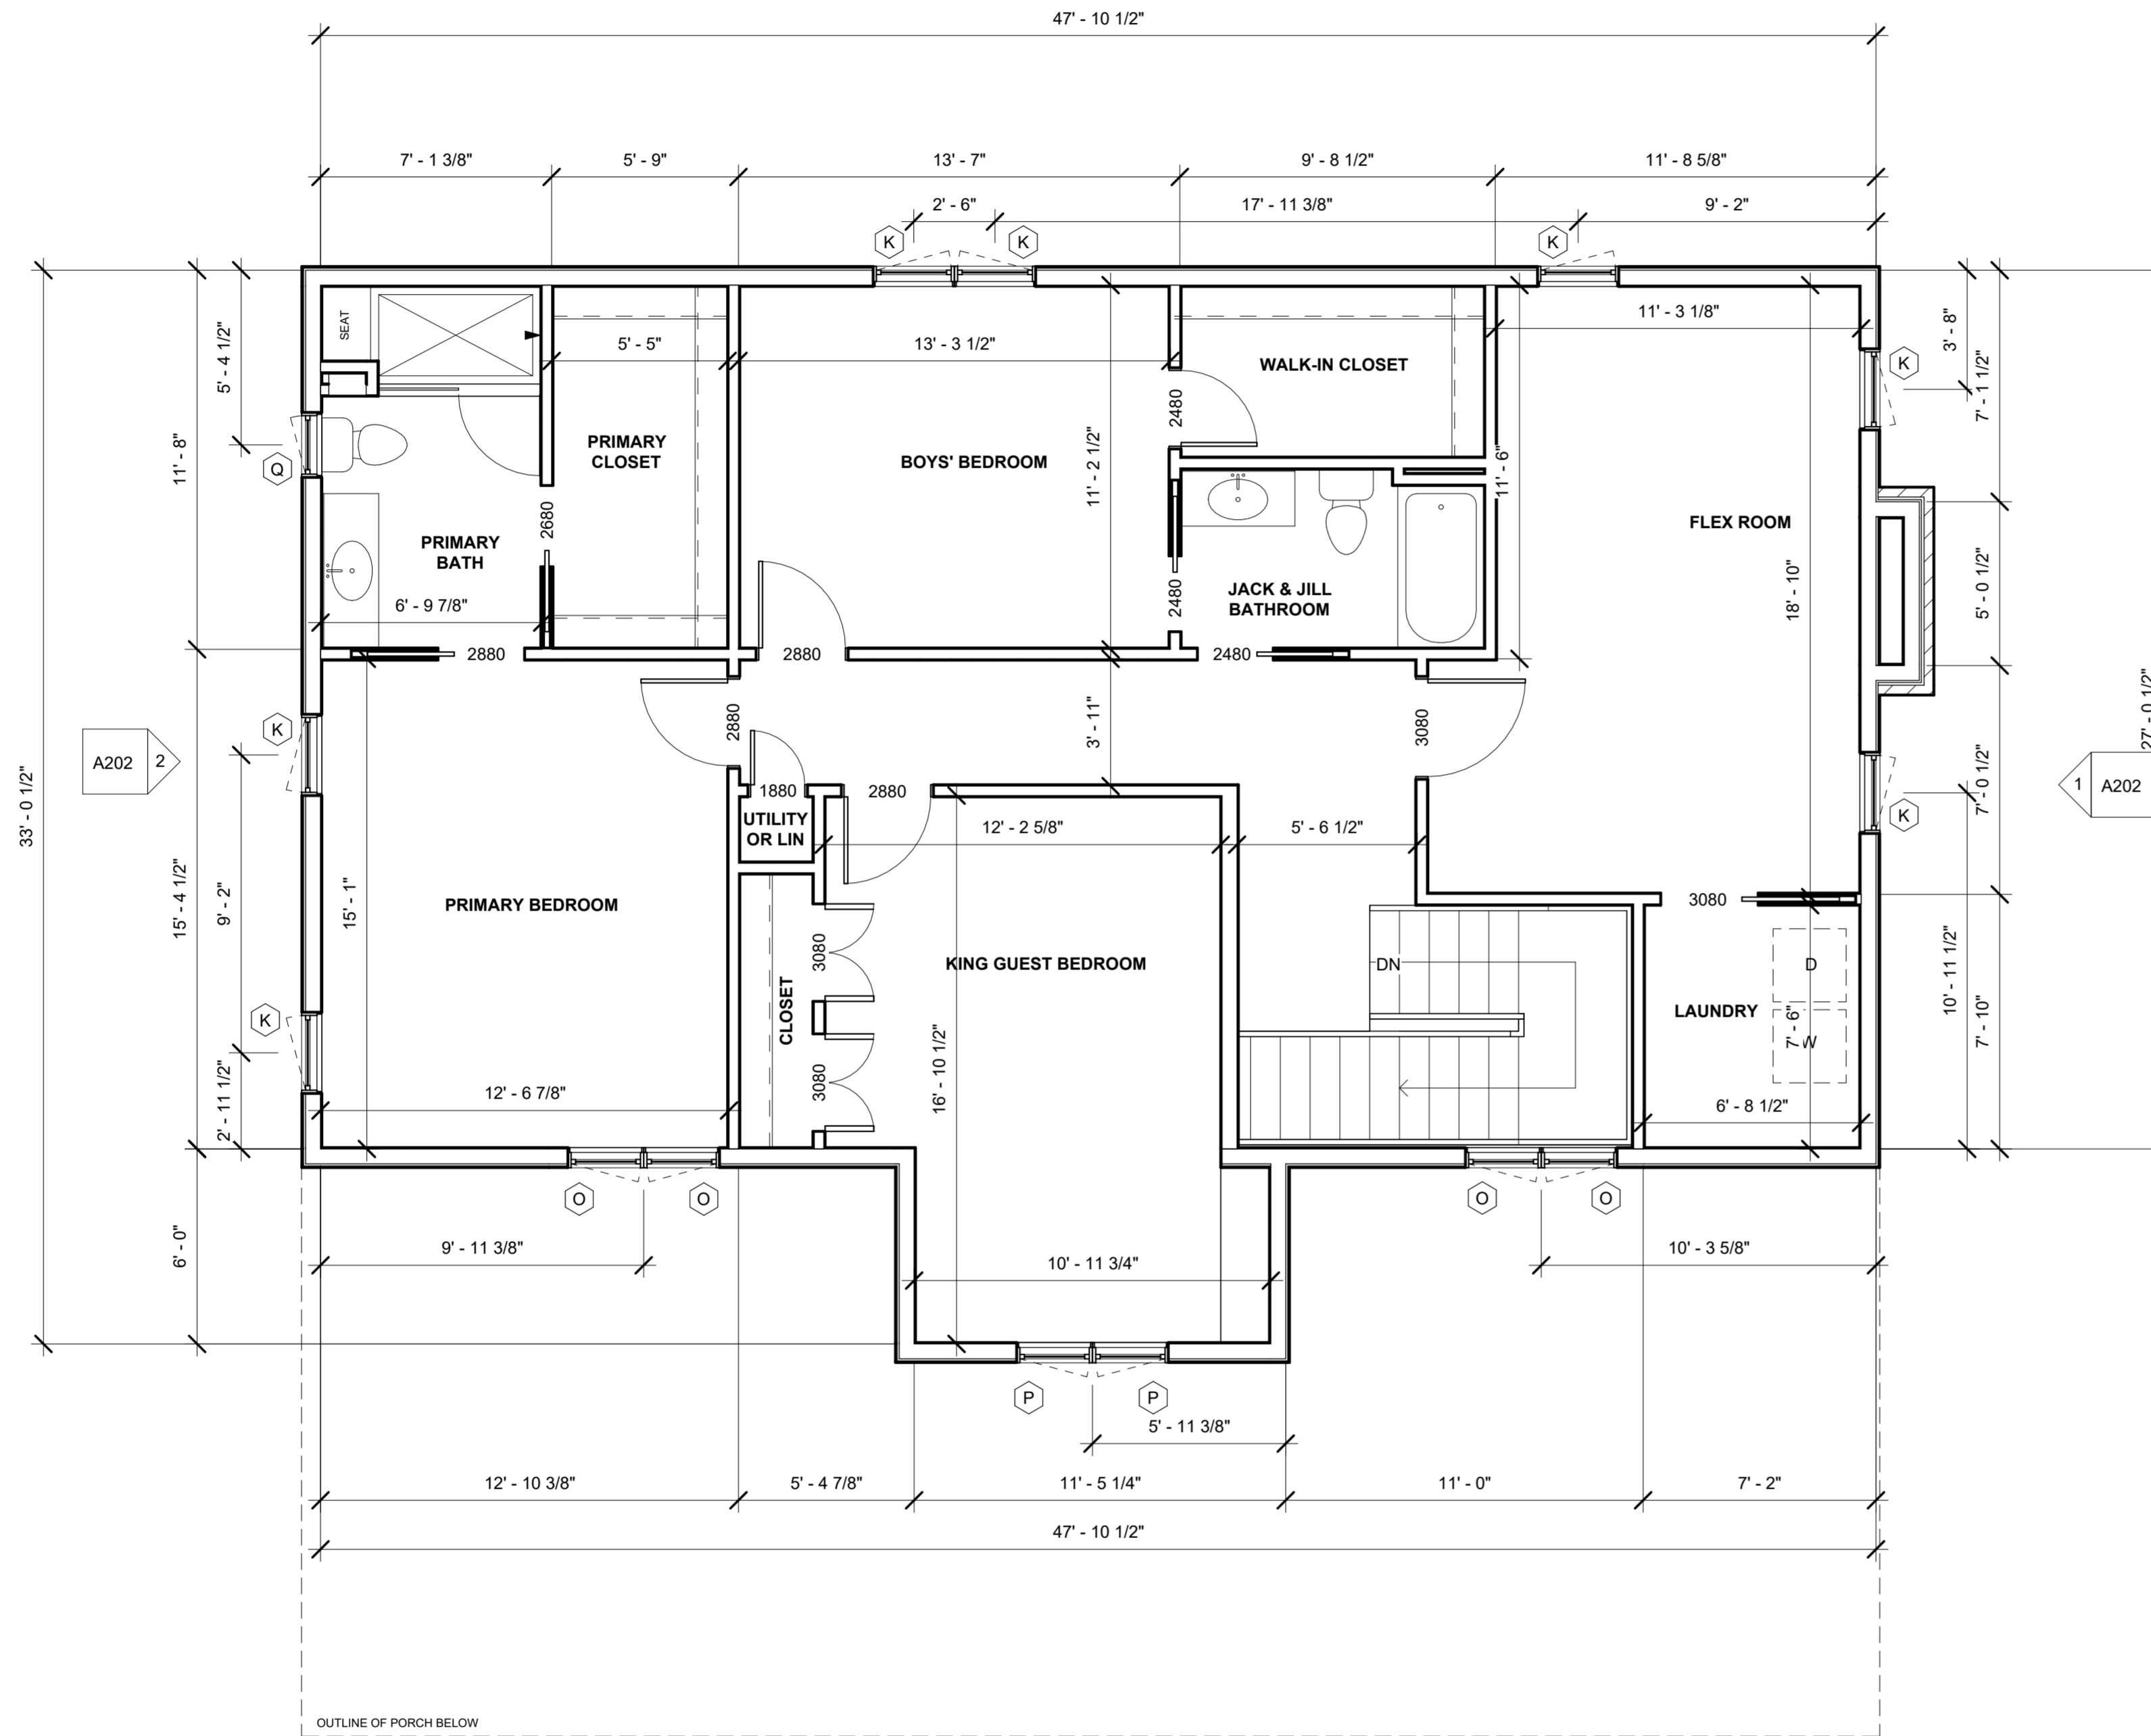 47' - 10 1/2"
7' - 1 3/8"
5' - 9"
13' - 7"
9' - 8 1/2"
11' - 8 5/8"
2' - 6"
17' - 11 3/8"
9' - 2"
K
K
K
SEAT
5' - 4 1/2"
5' - 5"
13' - 3 1/2"
11' - 3 1/8"
3' - 8"
7' - 1 1/2"
WALK-IN CLOSET
K
2480
11' - 8"
Q
PRIMARY
CLOSET
BOYS' BEDROOM
11' - 2 1/2"
11' - 6"
2680
FLEX ROOM
PRIMARY
BATH
6' - 9 7/8"
2480
JACK & JILL
BATHROOM
18' - 10"
5' - 0 1/2"
2880
2880
2480
K
2880
3' - 11"
3080
27' - 0 1/2"
A202
2
1
A202
33' - 0 1/2"
1880
2880
7' - 0 1/2"
K
UTILITY
OR LIN
12' - 2 5/8"
5' - 6 1/2"
15' - 4 1/2"
9' - 2"
15' - 1"
PRIMARY BEDROOM
3080
3080
KING GUEST BEDROOM
DN
D
CLOSET
LAUNDRY
7' - 6"
W
10' - 11 1/2"
7' - 10"
K
2' - 11 1/2"
12' - 6 7/8"
3080
16' - 10 1/2"
6' - 8 1/2"
O
O
O
O
6' - 0"
9' - 11 3/8"
10' - 11 3/4"
10' - 3 5/8"
P
P
5' - 11 3/8"
12' - 10 3/8"
5' - 4 7/8"
11' - 5 1/4"
11' - 0"
7' - 2"
47' - 10 1/2"
OUTLINE OF PORCH BELOW